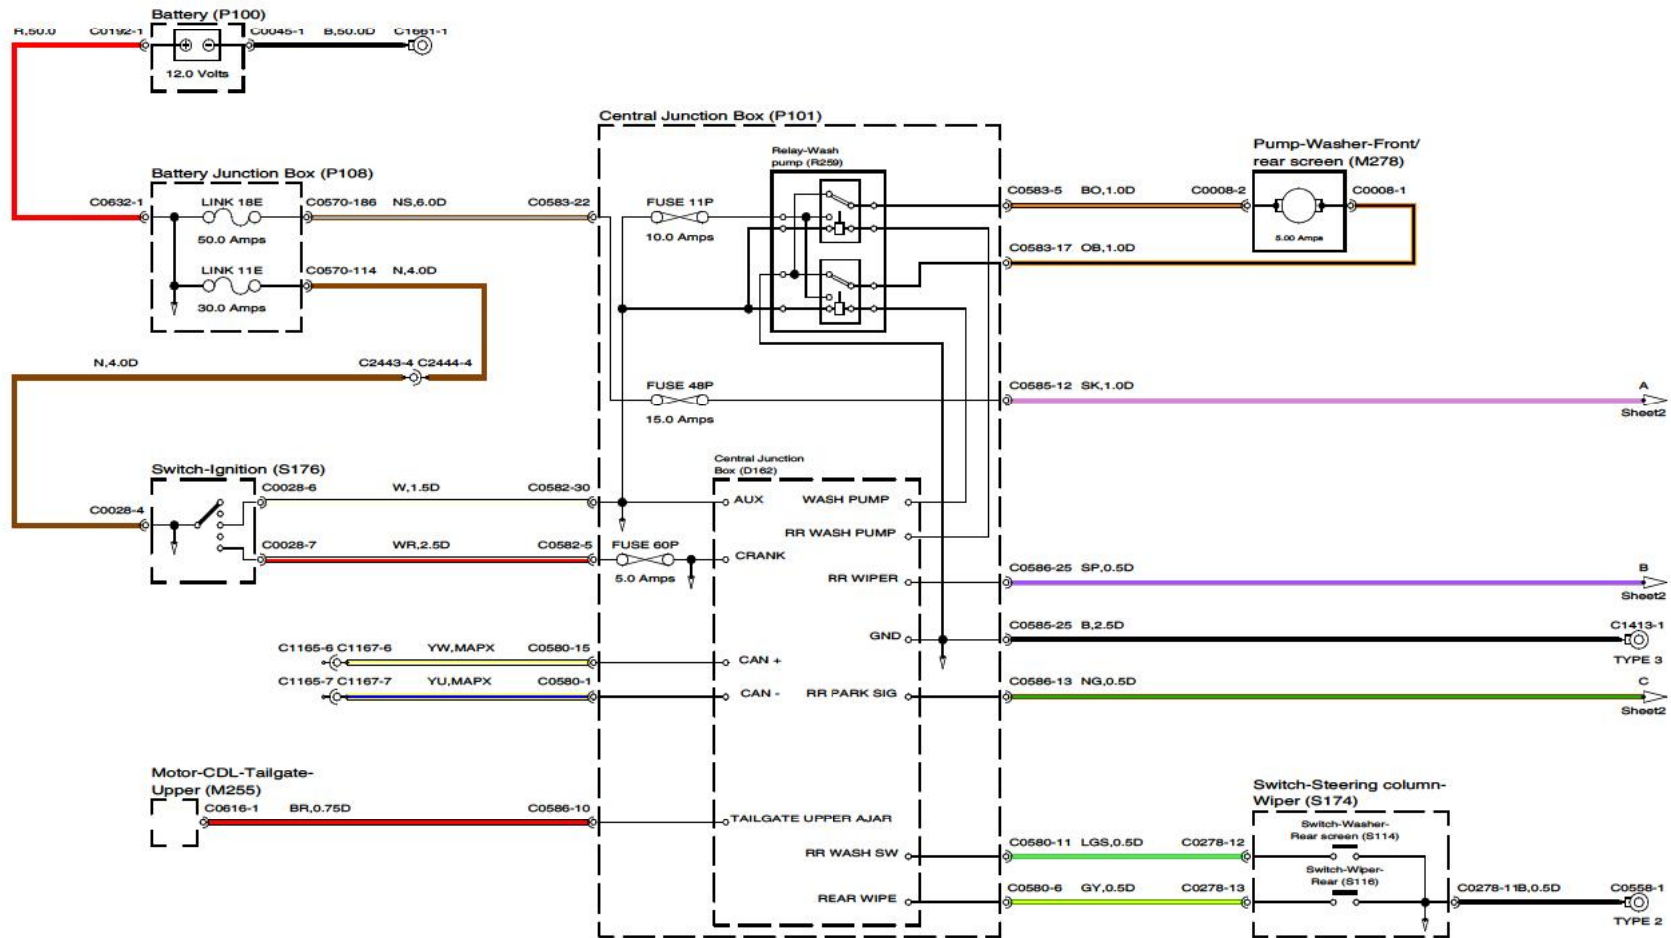 Battery (P100)
R,50.0 C0192-1 C0045-1 B,50.0D C1661-1
12.0 Volts
Central Junction Box (P101)
Relay-Wash
pump (R259)
Pump-Washer-Front/
rear screen (M278)
Battery Junction Box (P108)
C0632-1 LINK 18E C0570-186 NS,6.0D C0583-22
50.0 Amps
FUSE 11P
10.0 Amps
C0583-5 BO,1.0D C0008-2 C0008-1
5.00 Amps
C0583-17 OB,1.0D
LINK 11E C0570-114 N,4.0D
30.0 Amps
N,4.0D C2443-4 C2444-4
FUSE 48P
15.0 Amps
C0585-12 SK,1.0D A
Sheet2
Switch-Ignition (S176)
C0028-6 W,1.5D C0582-30
C0028-4
C0028-7 WR,2.5D C0582-5
FUSE 60P
5.0 Amps
Central Junction
Box (D162)
AUX WASH PUMP
RR WASH PUMP
CRANK
RR WIPER
C0586-25 SP,0.5D B
Sheet2
GND
C0585-25 B,2.5D C1413-1
TYPE 3
C1165-6 C1167-6 YW,MAPX C0580-15
CAN +
C1165-7 C1167-7 YU,MAPX C0580-1
CAN - RR PARK SIG
C0586-13 NG,0.5D C
Sheet2
Motor-CDL-Tailgate-
Upper (M255)
C0616-1 BR,0.75D C0586-10
TAILGATE UPPER AJAR
Switch-Steering column-
Wiper (S174)
Switch-Washer-
Rear screen (S114)
RR WASH SW C0580-11 LGS,0.5D C0278-12
Switch-Wiper-
Rear (S116)
REAR WIPE C0580-6 GY,0.5D C0278-13
C0278-11B,0.5D C0558-1
TYPE 2